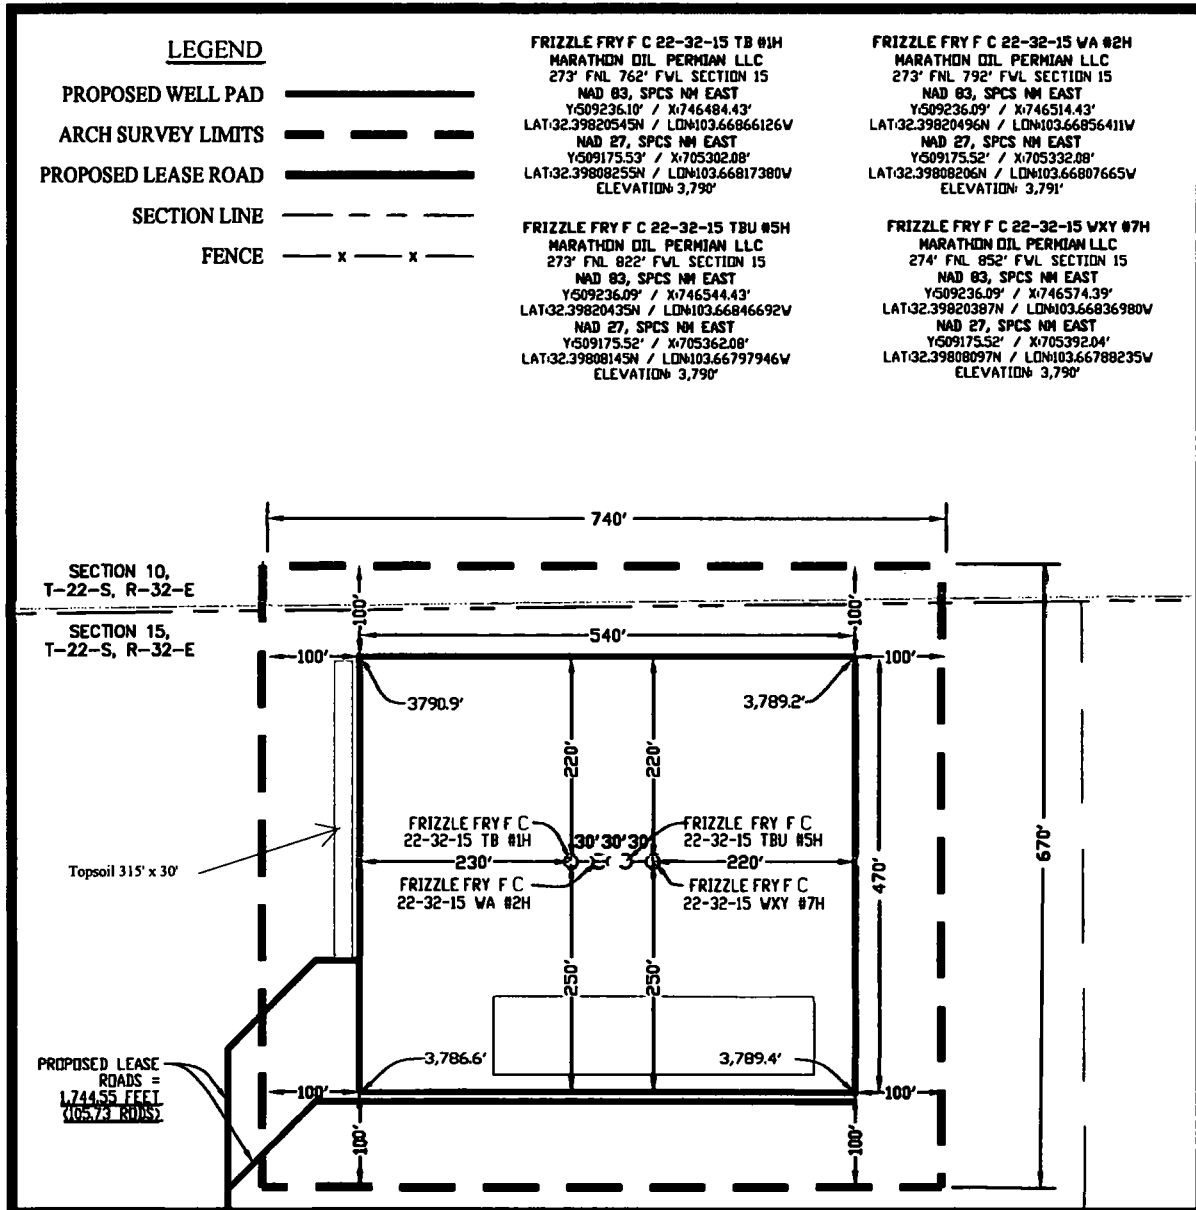 LEGEND
PROPOSED WELL PAD
ARCH SURVEY LIMITS
PROPOSED LEASE ROAD
SECTION LINE
FENCE
x x
FRIZZLE FRY F C 22-32-15 TB #1H
MARATHON OIL PERMIAN LLC
273' FNL 762' FWL SECTION 15
NAD 83, SPCS NM EAST
Y:509236.10' / X:746484.43'
LAT:32.39820545N / LON:103.66866126W
NAD 27, SPCS NM EAST
Y:509175.53' / X:705302.08'
LAT:32.39808255N / LON:103.66817380W
ELEVATION: 3,790'
FRIZZLE FRY F C 22-32-15 WA #2H
MARATHON OIL PERMIAN LLC
273' FNL 792' FWL SECTION 15
NAD 83, SPCS NM EAST
Y:509236.09' / X:746514.43'
LAT:32.39820496N / LON:103.66856411W
NAD 27, SPCS NM EAST
Y:509175.52' / X:705332.08'
LAT:32.39808206N / LON:103.66807665W
ELEVATION: 3,791'
FRIZZLE FRY F C 22-32-15 TBU #5H
MARATHON OIL PERMIAN LLC
273' FNL 822' FWL SECTION 15
NAD 83, SPCS NM EAST
Y:509236.09' / X:746544.43'
LAT:32.39820435N / LON:103.66846692W
NAD 27, SPCS NM EAST
Y:509175.52' / X:705362.08'
LAT:32.39808145N / LON:103.66797946W
ELEVATION: 3,790'
FRIZZLE FRY F C 22-32-15 WXY #7H
MARATHON OIL PERMIAN LLC
274' FNL 852' FWL SECTION 15
NAD 83, SPCS NM EAST
Y:509236.09' / X:746574.39'
LAT:32.39820387N / LON:103.66836980W
NAD 27, SPCS NM EAST
Y:509175.52' / X:705392.04'
LAT:32.39808097N / LON:103.66788235W
ELEVATION: 3,790'
740'
SECTION 10,
T-22-S, R-32-E
SECTION 15,
T-22-S, R-32-E
100'
100'
540'
100'
100'
3790.9'
3,789.2'
220'
220'
FRIZZLE FRY F C
22-32-15 TB #1H
30' 30' 30'
FRIZZLE FRY F C
22-32-15 TBU #5H
230'
220'
FRIZZLE FRY F C
22-32-15 WA #2H
FRIZZLE FRY F C
22-32-15 WXY #7H
470'
670'
Topsoil 315' x 30'
250'
250'
3,786.6'
3,789.4'
PROPOSED LEASE
ROADS =
1,744.55 FEET
(105.73 RODS)
100'
100'
100'
100'